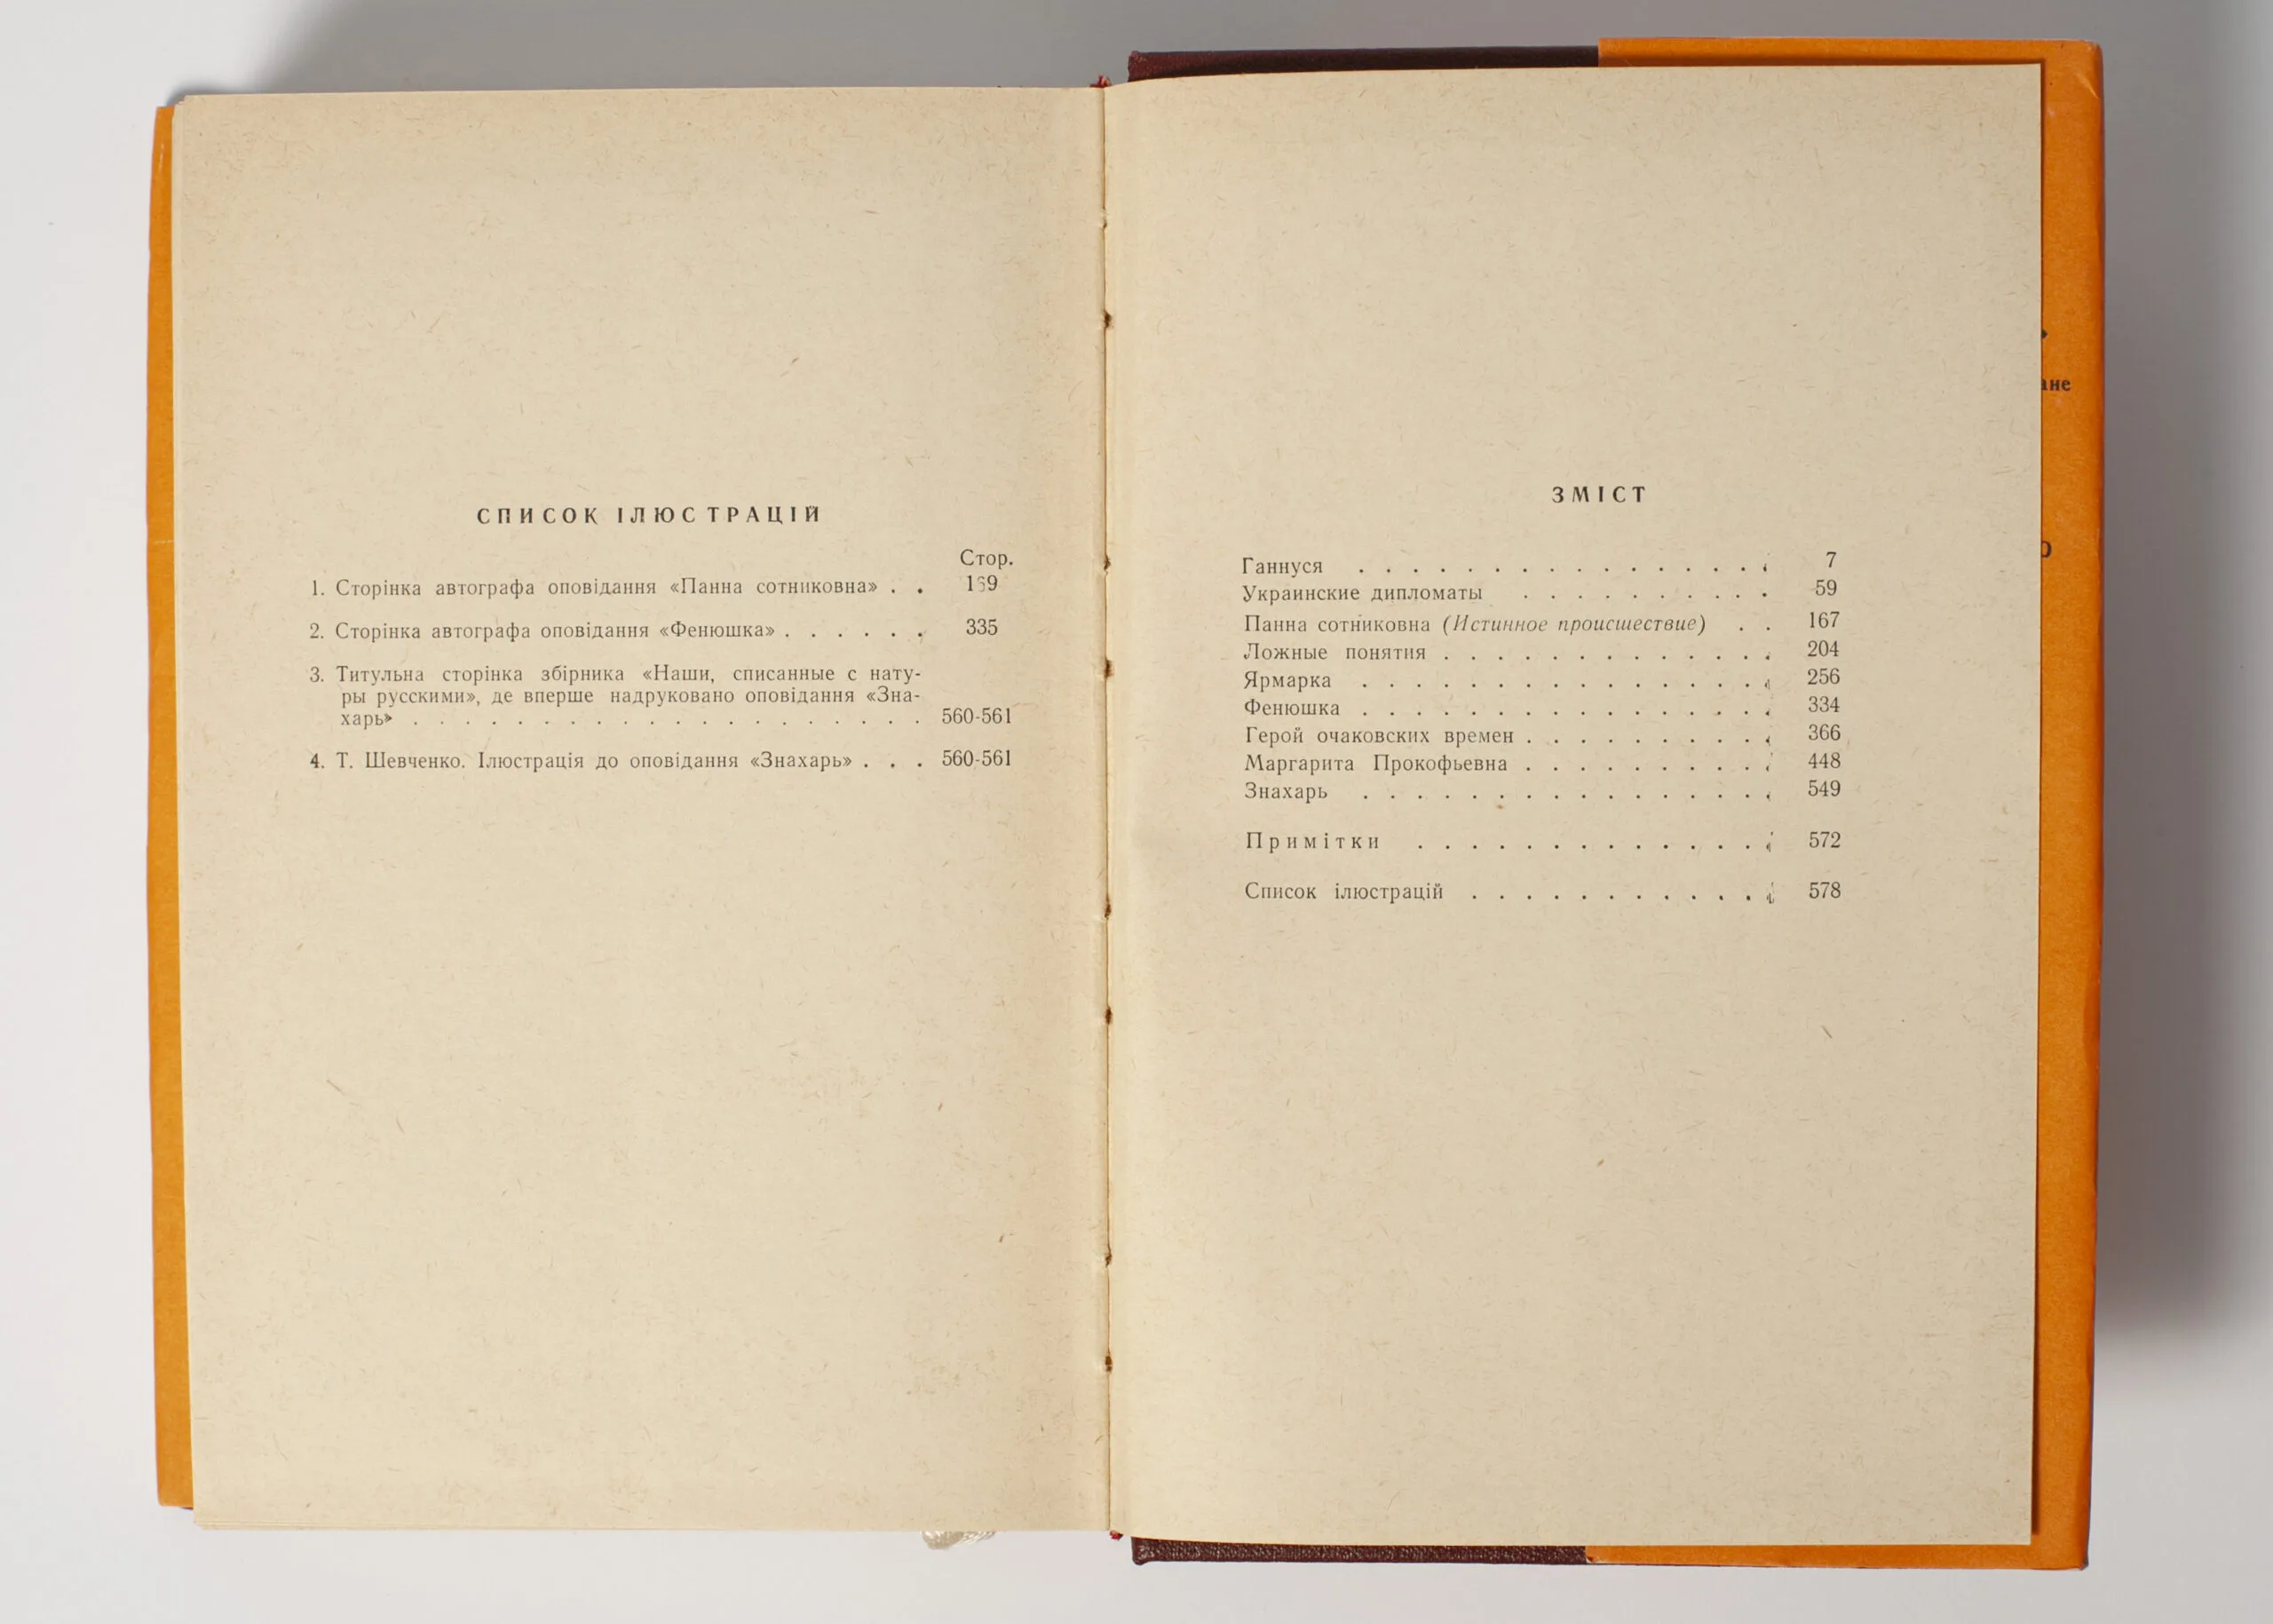 СПИСОК ІЛЮСТРАЦІЙ
Стор.
1. Сторінка автографа оповідання «Панна сотниковна» . . 169
2. Сторінка автографа оповідання «Фенюшка» . . . . . . 335
3. Титульна сторінка збірника «Наши, списанные с нату-
ры русскими», де вперше надруковано оповідання «Зна-
харь» . . . . . . . . . . . . . . . . . . . . 560-561
4. Т. Шевченко. Ілюстрація до оповідання «Знахарь» . . . 560-561
ЗМІСТ
Ганнуся . . . . . . . . . . . . . . . . 7
Украинские дипломаты . . . . . . . . . . 59
Панна сотниковна (Истинное происшествие) . . 167
Ложные понятия . . . . . . . . . . . . . 204
Ярмарка . . . . . . . . . . . . . . . . 256
Фенюшка . . . . . . . . . . . . . . . . 334
Герой очаковских времен . . . . . . . . . . 366
Маргарита Прокофьевна . . . . . . . . . . 448
Знахарь . . . . . . . . . . . . . . . . 549
Примітки . . . . . . . . . . . . . . 572
Список ілюстрацій . . . . . . . . . . . . 578